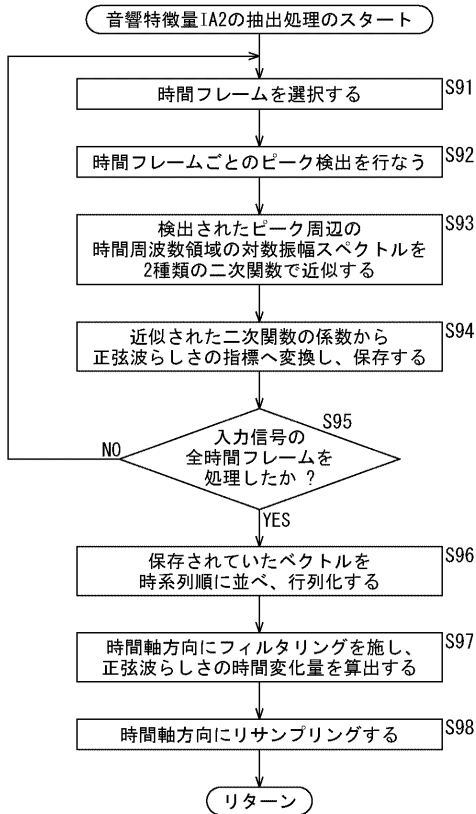 音響特徴量IA2の抽出処理のスタート
S91
時間フレームを選択する
S92
時間フレームごとのピーク検出を行なう
S93
検出されたピーク周辺の
時間周波数領域の対数振幅スペクトルを
2種類の二次関数で近似する
S94
近似された二次関数の係数から
正弦波らしさの指標へ変換し、保存する
S95
入力信号の
全時間フレームを
処理したか ?
NO
YES
S96
保存されていたベクトルを
時系列順に並べ、行列化する
S97
時間軸方向にフィルタリングを施し、
正弦波らしさの時間変化量を算出する
S98
時間軸方向にリサンプリングする
リターン